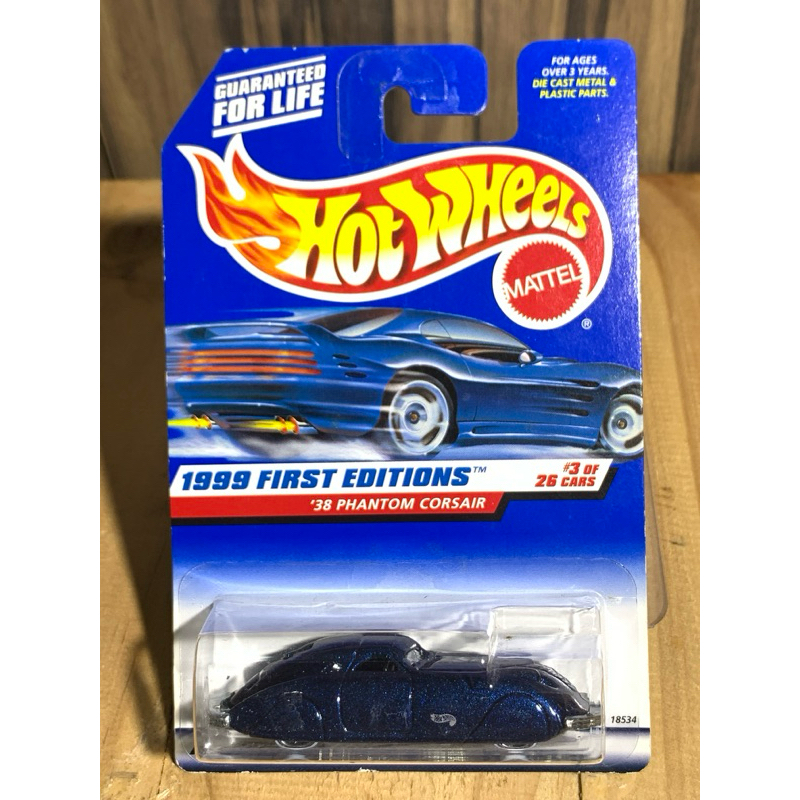 GUARANTEED
FOR LIFE
FOR AGES
OVER 3 YEARS.
DIE CAST METAL &
PLASTIC PARTS.
HOT WHEELS
MATTEL
®
1999 FIRST EDITIONS™
#3 OF
26 CARS
'38 PHANTOM CORSAIR
18534